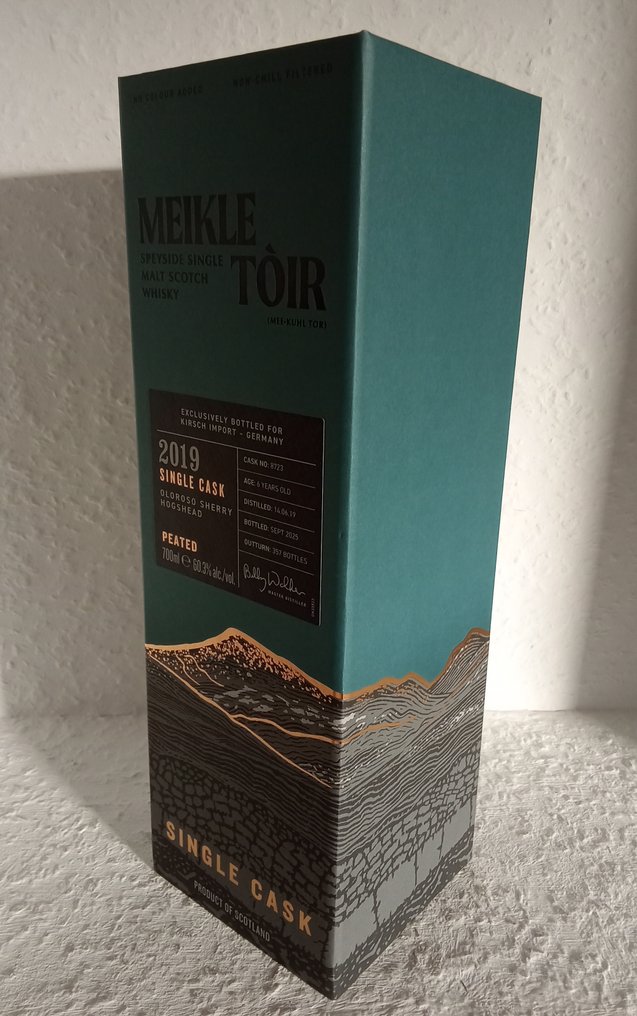 NO COLOUR ADDED
NON-CHILL FILTERED
MEIKLE
TÒIR
SPEYSIDE SINGLE
MALT SCOTCH
WHISKY
(MEE-KUHL TOR)
EXCLUSIVELY BOTTLED FOR
KIRSCH IMPORT - GERMANY
2019
SINGLE CASK
OLOROSO SHERRY
HOGSHEAD
PEATED
700ml e 60.3% alc./vol.
CASK NO: 8723
AGE: 6 YEARS OLD
DISTILLED: 14.06.19
BOTTLED: SEPT 2025
OUTTURN: 357 BOTTLES
Billy Walker
MASTER DISTILLER
SINGLE CASK
PRODUCT OF SCOTLAND